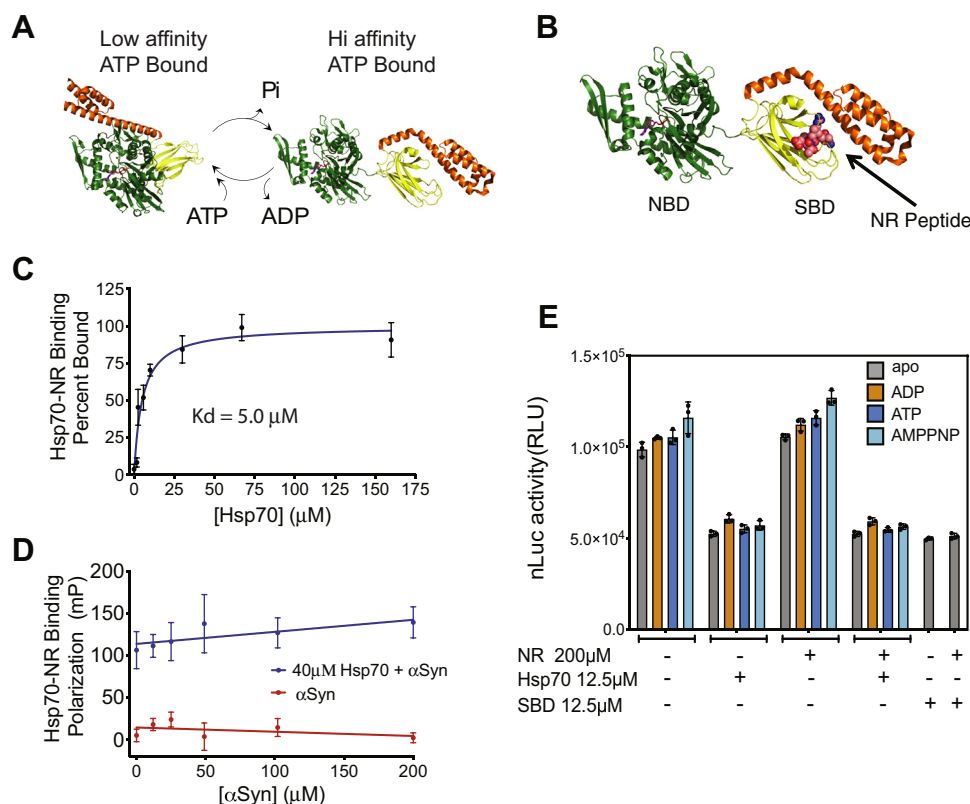 A
Low affinity
ATP Bound
Hi affinity
ATP Bound
Pi
ATP
ADP
B
NBD
SBD
NR Peptide
C
Hsp70-NR Binding
Percent Bound
125
100
75
50
25
0
Kd = 5.0 μM
0 25 50 75 100 125 150 175
[Hsp70] (μM)
D
Hsp70-NR Binding
Polarization (mP)
200
150
100
50
0
40μM Hsp70 + αSyn
αSyn
0 50 100 150 200
[αSyn] (μM)
E
nLuc activity(RLU)
1.5×10⁵
1.0×10⁵
5.0×10⁴
0.0
apo
ADP
ATP
AMPPNP
NR 200μM - - + + - +
Hsp70 12.5μM - + - + - -
SBD 12.5μM - - - - + +